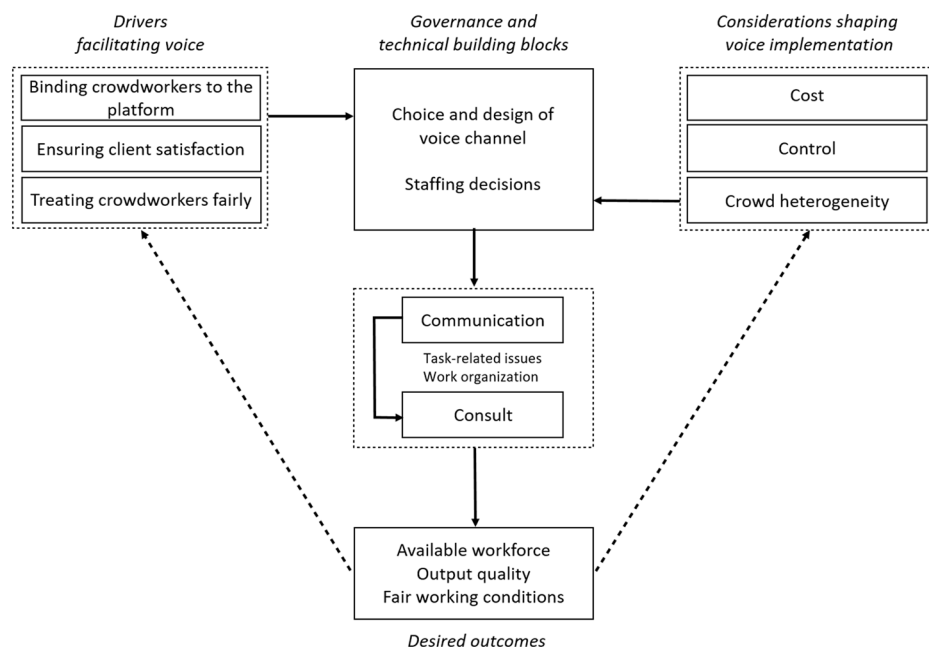 Drivers
facilitating voice
Governance and
technical building blocks
Considerations shaping
voice implementation
Binding crowdworkers to the
platform
Ensuring client satisfaction
Treating crowdworkers fairly
Choice and design of
voice channel
Staffing decisions
Cost
Control
Crowd heterogeneity
Communication
Task-related issues
Work organization
Consult
Available workforce
Output quality
Fair working conditions
Desired outcomes